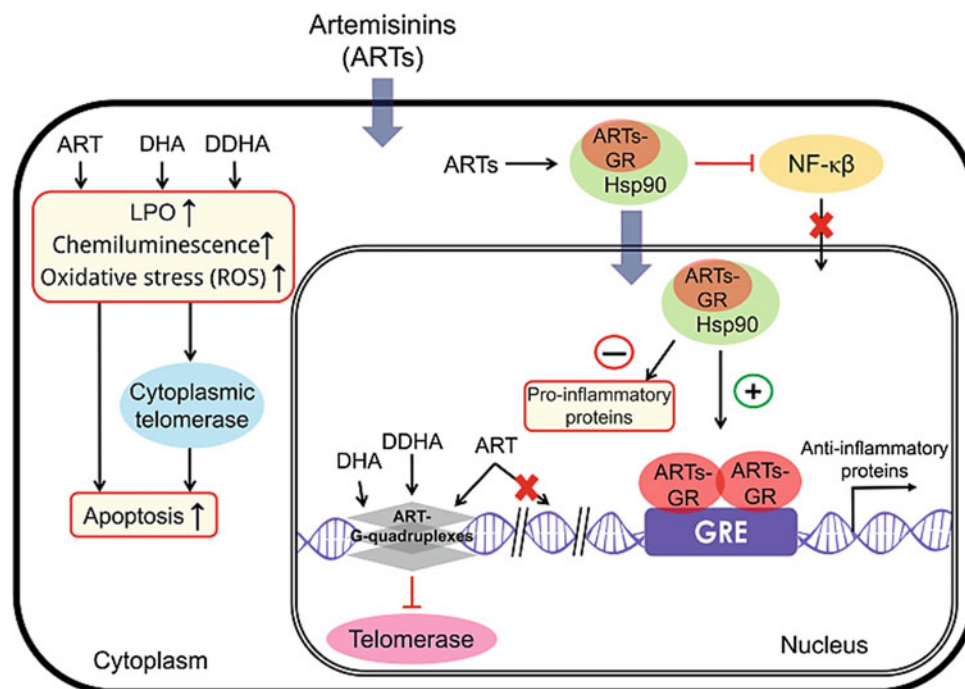 Artemisinins
(ARTs)
ART DHA DDHA
LPO ↑
Chemiluminescence↑
Oxidative stress (ROS) ↑
Cytoplasmic
telomerase
Apoptosis ↑
Cytoplasm
ARTs
ARTs-
GR
Hsp90
NF-κβ
ARTs-
GR
Hsp90
−
+
Pro-inflammatory
proteins
DHA
DDHA
ART
ART-
G-quadruplexes
Telomerase
ARTs-
GR
ARTs-
GR
GRE
Anti-inflammatory
proteins
Nucleus